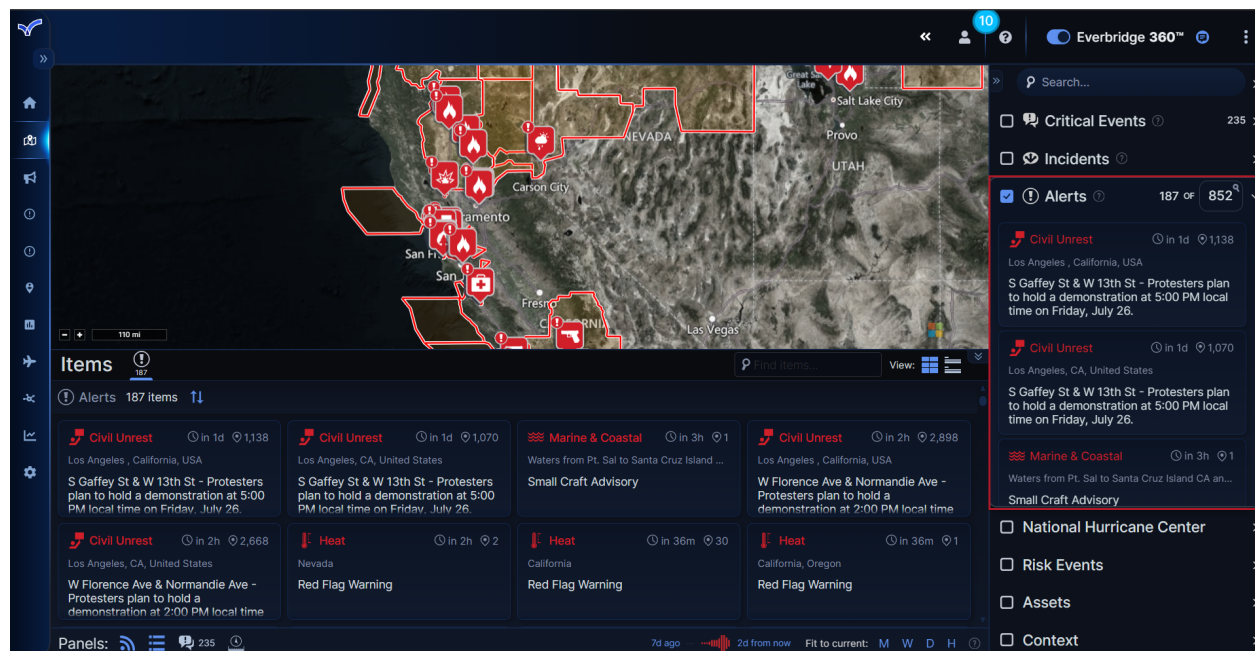 10
Everbridge 360™
Great Sa
Lake
Salt Lake City
NEVADA
Provo
UTAH
Carson City
ramento
San Fr
San
Fresno
CALIFORNIA
Las Vegas
110 mi
Search...
Critical Events 235
Incidents
Alerts 187 OF 852
Civil Unrest in 1d 1,138
Los Angeles , California, USA
S Gaffey St & W 13th St - Protesters plan
to hold a demonstration at 5:00 PM local
time on Friday, July 26.
Civil Unrest in 1d 1,070
Los Angeles, CA, United States
S Gaffey St & W 13th St - Protesters plan
to hold a demonstration at 5:00 PM local
time on Friday, July 26.
Marine & Coastal in 3h 1
Waters from Pt. Sal to Santa Cruz Island CA an...
Small Craft Advisory
National Hurricane Center
Risk Events
Assets
Context
Items 187
Find items...
View:
Alerts 187 items
Civil Unrest in 1d 1,138
Los Angeles , California, USA
S Gaffey St & W 13th St - Protesters
plan to hold a demonstration at 5:00
PM local time on Friday, July 26.
Civil Unrest in 1d 1,070
Los Angeles, CA, United States
S Gaffey St & W 13th St - Protesters
plan to hold a demonstration at 5:00
PM local time on Friday, July 26.
Marine & Coastal in 3h 1
Waters from Pt. Sal to Santa Cruz Island ...
Small Craft Advisory
Civil Unrest in 2h 2,898
Los Angeles , California, USA
W Florence Ave & Normandie Ave -
Protesters plan to hold a
demonstration at 2:00 PM local time
Civil Unrest in 2h 2,668
Los Angeles, CA, United States
W Florence Ave & Normandie Ave -
Protesters plan to hold a
demonstration at 2:00 PM local time
Heat in 2h 2
Nevada
Red Flag Warning
Heat in 36m 30
California
Red Flag Warning
Heat in 36m 1
California, Oregon
Red Flag Warning
Panels: 235
7d ago 2d from now Fit to current: M W D H